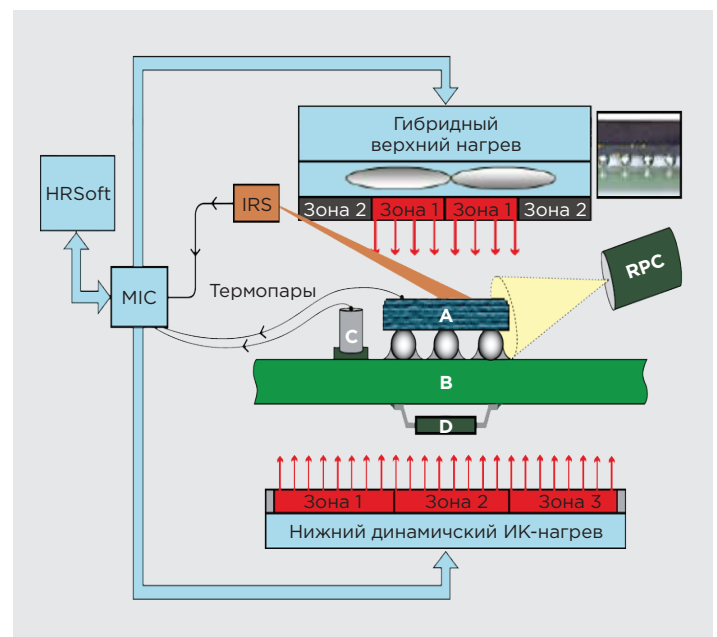 Гибридный
верхний нагрев
HRSoft
IRS
Зона 2 Зона 1 Зона 1 Зона 2
RPC
MIC
Термопары
A
C
B
D
Зона 1 Зона 2 Зона 3
Нижний динамичский ИК-нагрев